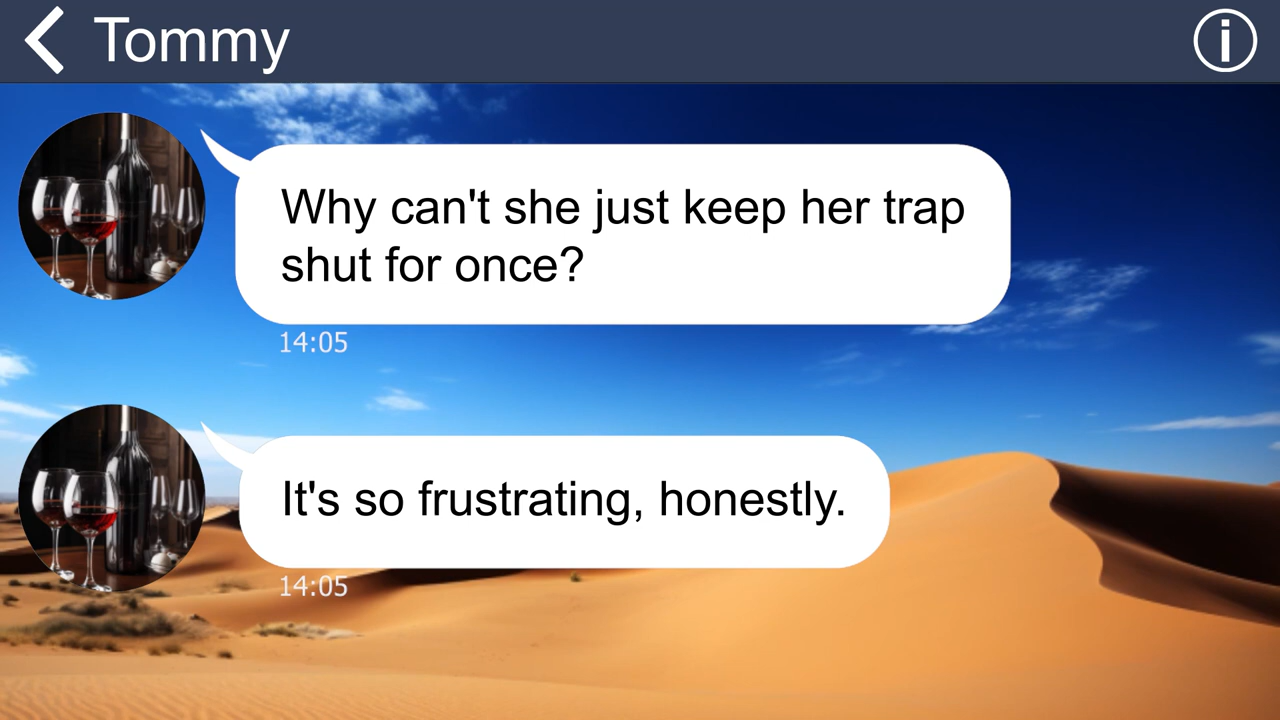 Tommy
Why can't she just keep her trap
shut for once?
14:05
It's so frustrating, honestly.
14:05